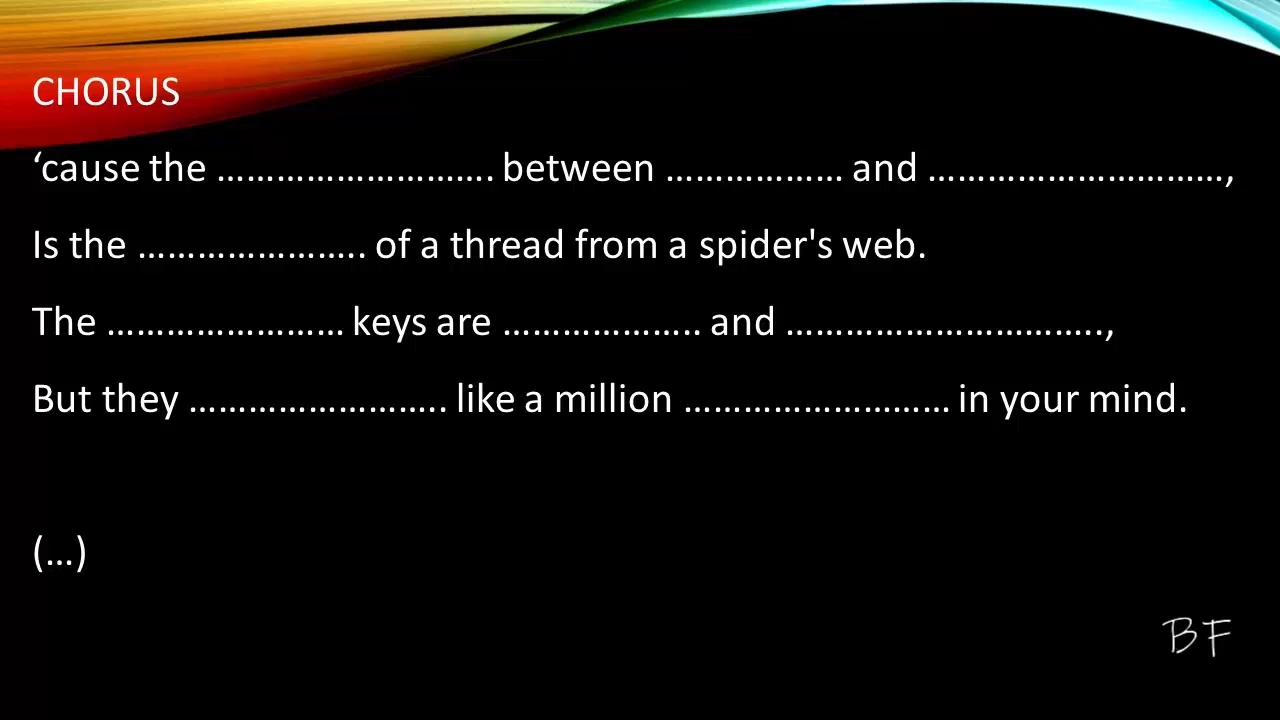 CHORUS
‘cause the ………………………. between ……………… and …………………………,
Is the ………………….. of a thread from a spider's web.
The …………………… keys are ……………….. and …………………………..,
But they …………………….. like a million ……………………… in your mind.
(…)
BF